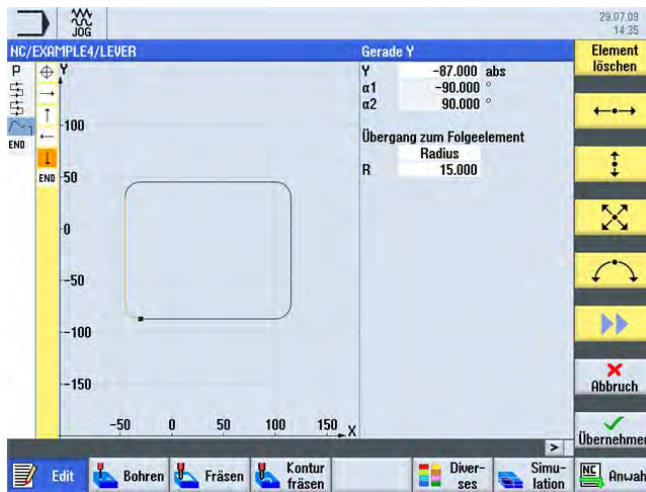 JOG
29.07.09
14:35
NC/EXAMPLE4/LEVER
Gerade Y
Element
löschen
P
Y
END
END
100
50
0
-50
-100
-150
-50
0
50
100
150
X
Y -87.000 abs
α1 -90.000 °
α2 90.000 °
Übergang zum Folgeelement
Radius
R 15.000
Abbruch
Übernehmen
>
Edit
Bohren
Fräsen
Kontur
fräsen
Diver-
ses
Simu-
lation
NC
Anwah